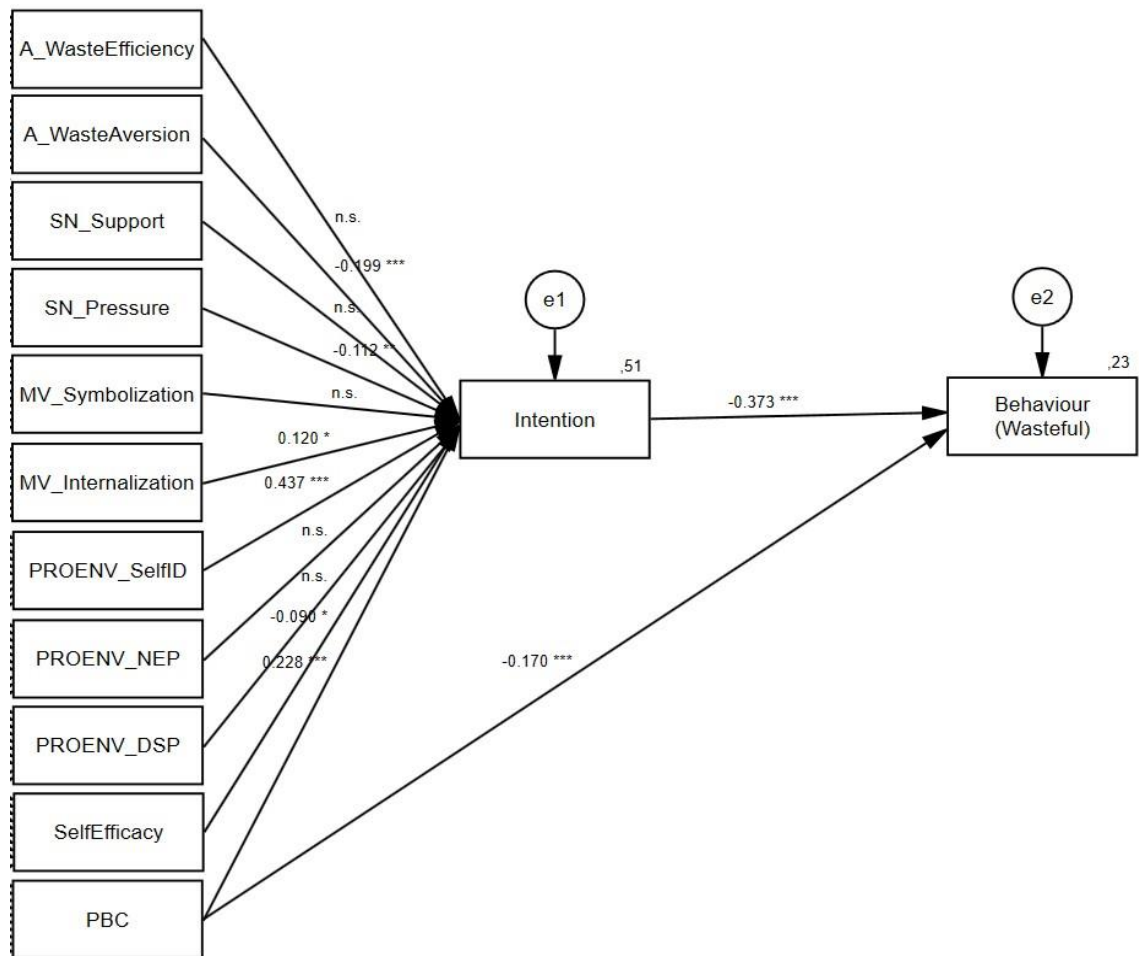 A_WasteEfficiency
A_WasteAversion
SN_Support
SN_Pressure
MV_Symbolization
MV_Internalization
PROENV_SelfID
PROENV_NEP
PROENV_DSP
SelfEfficacy
PBC
n.s.
-0.199 ***
n.s.
-0.112 **
n.s.
0.120 *
0.437 ***
n.s.
n.s.
-0.090 *
0.228 ***
e1
,51
Intention
-0.373 ***
-0.170 ***
e2
,23
Behaviour
(Wasteful)